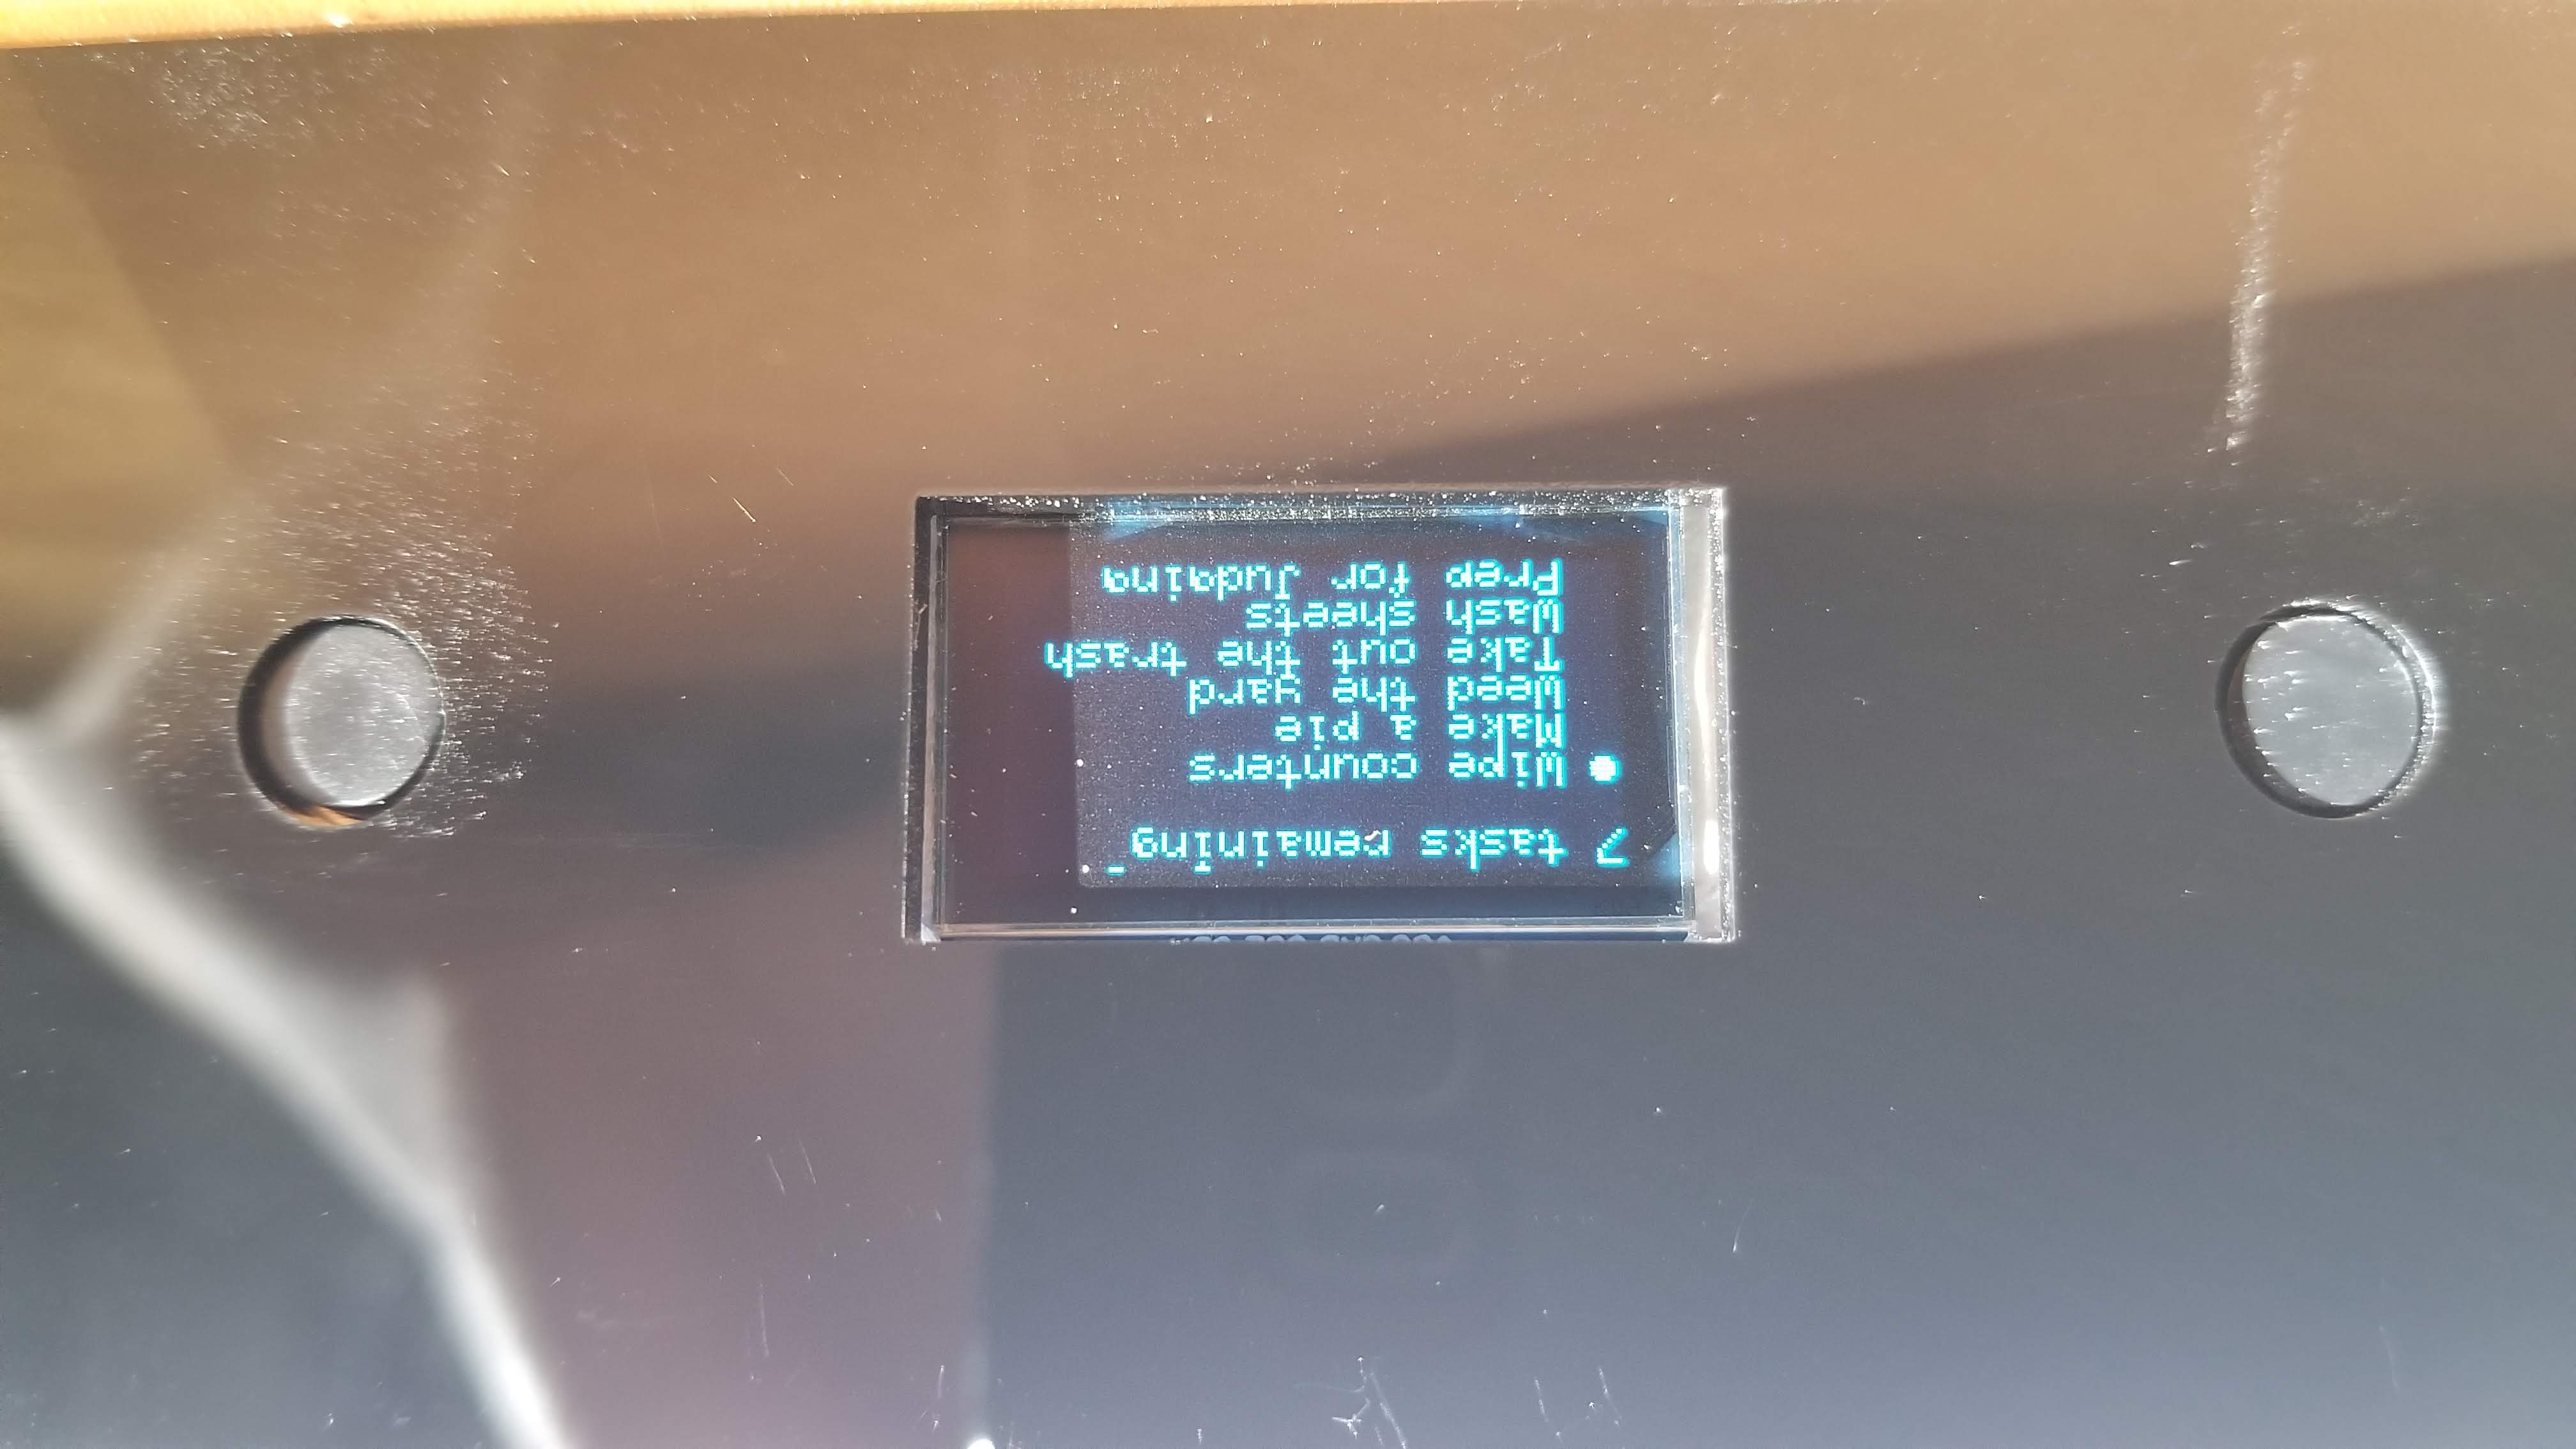 7 tasks remaining
Wipe counters
Make a pie
Weed the yard
Take out the trash
Wash sheets
Prep for Judging